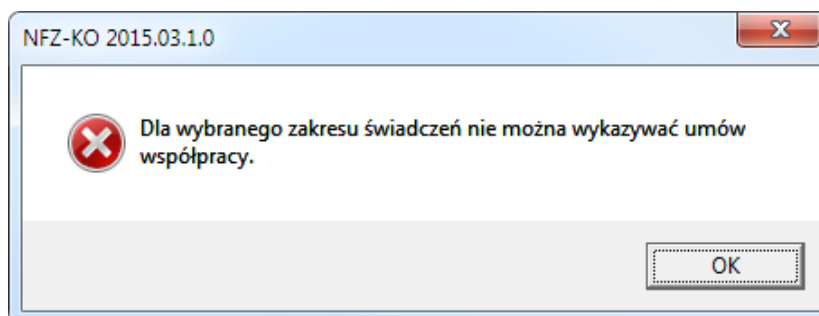 NFZ-KO 2015.03.1.0
Dla wybranego zakresu świadczeń nie można wykazywać umów
współpracy.
OK